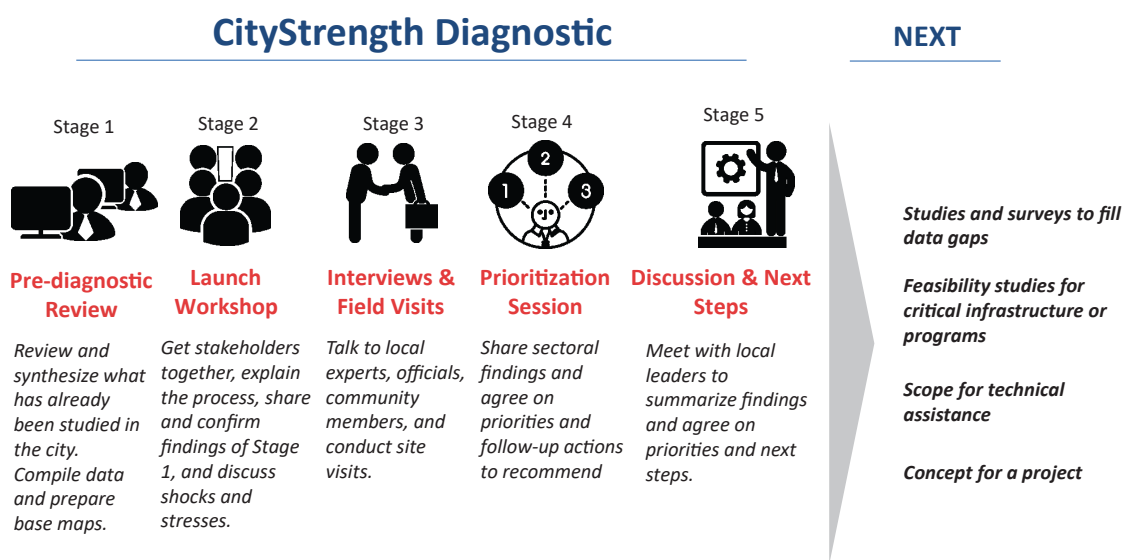 CityStrength Diagnostic
NEXT
Stage 1
Pre-diagnostic
Review
Review and
synthesize what
has already
been studied in
the city.
Compile data
and prepare
base maps.
Stage 2
Launch
Workshop
Get stakeholders
together, explain
the process, share
and confirm
findings of Stage
1, and discuss
shocks and
stresses.
Stage 3
Interviews &
Field Visits
Talk to local
experts, officials,
community
members, and
conduct site
visits.
Stage 4
1
2
3
Prioritization
Session
Share sectoral
findings and
agree on
priorities and
follow-up actions
to recommend
Stage 5
Discussion & Next
Steps
Meet with local
leaders to
summarize findings
and agree on
priorities and next
steps.
Studies and surveys to fill
data gaps
Feasibility studies for
critical infrastructure or
programs
Scope for technical
assistance
Concept for a project